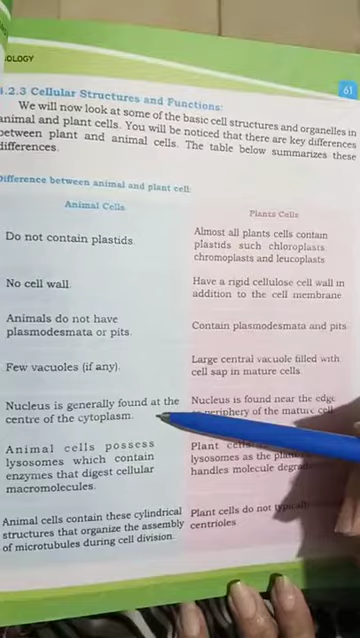 OLOGY
61
4.2.3 Cellular Structures and Functions:
We will now look at some of the basic cell structures and organelles in
animal and plant cells. You will be noticed that there are key differences
between plant and animal cells. The table below summarizes these
differences.
Difference between animal and plant cell:
Animal Cells
Plants Cells
Do not contain plastids.
Almost all plants cells contain
plastids such chloroplasts
chromoplasts and leucoplasts
No cell wall.
Have a rigid cellulose cell wall in
addition to the cell membrane
Animals do not have
plasmodesmata or pits.
Contain plasmodesmata and pits
Few vacuoles (if any).
Large central vacuole filled with
cell sap in mature cells
Nucleus is generally found at the
centre of the cytoplasm.
Nucleus is found near the edge
periphery of the mature cell
Animal cells possess
lysosomes which contain
enzymes that digest cellular
macromolecules.
Plant
lysosomes as the
handles molecule
Animal cells contain these cylindrical
structures that organize the assembly
of microtubules during cell division.
Plant cells do not
centrioles